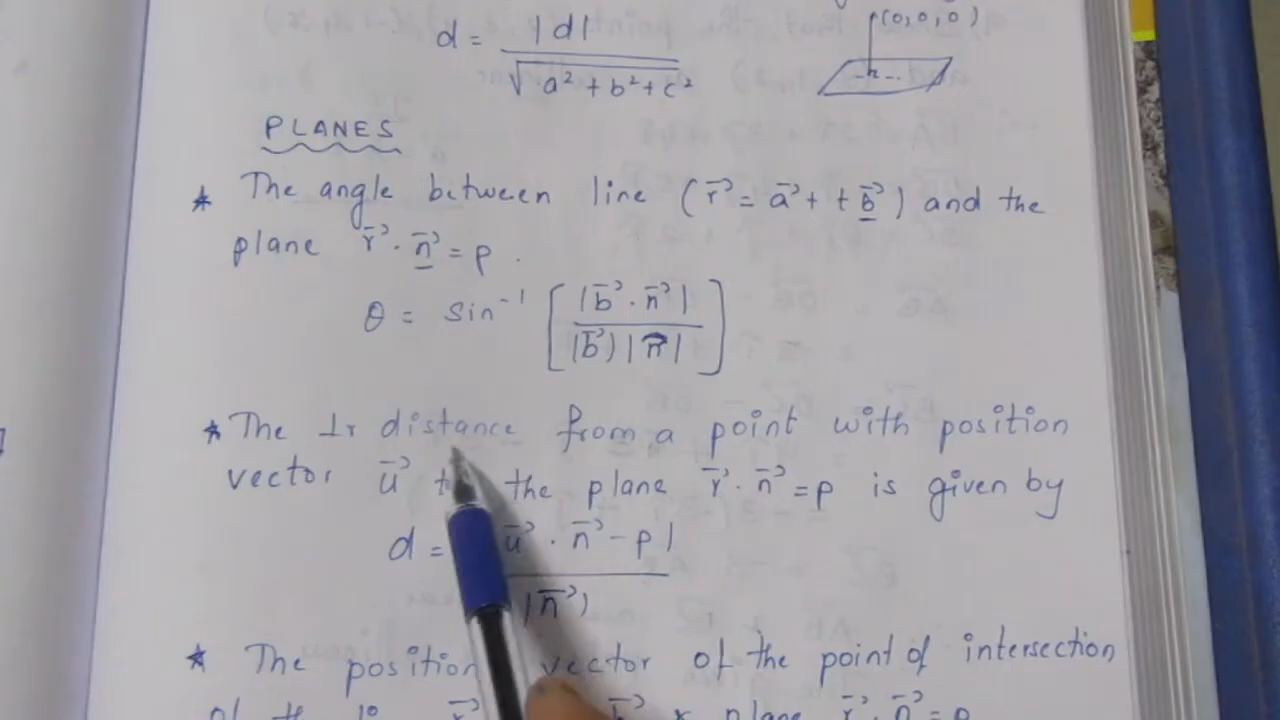 (0,0,0)
d = |d| / √a² + b² + c²
PLANES
* The angle between line (r⃗ = a⃗ + t b⃗) and the
plane r⃗ · n⃗ = p .
θ = sin⁻¹ [ |b⃗ · n⃗| / |b⃗| |n⃗| ]
* The ⊥r distance from a point with position
vector u⃗ the plane r⃗ · n⃗ = p is given by
d = u⃗ · n⃗ - p| / |n⃗|
* The position vector of the point of intersection
r⃗ b⃗ plane r⃗ · n⃗ = p